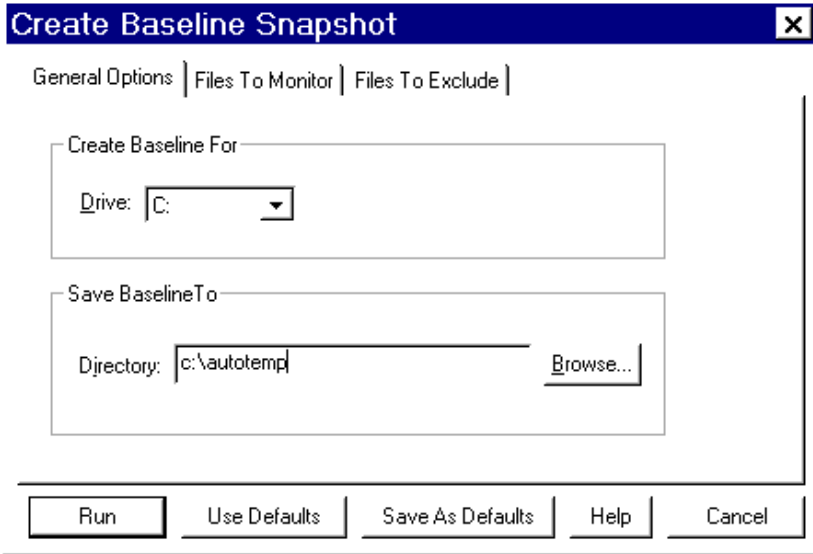 Create Baseline Snapshot
General Options Files To Monitor Files To Exclude
Create Baseline For
Drive: C:
Save BaselineTo
Directory: c:\autotemp Browse...
Run Use Defaults Save As Defaults Help Cancel